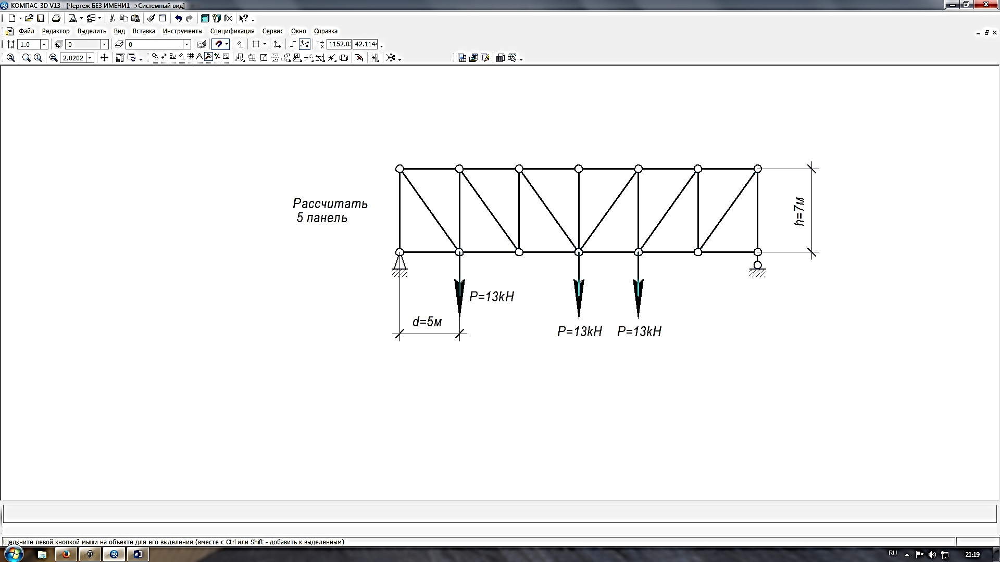 КОМПАС-3D V13 - [Чертеж БЕЗ ИМЕНИ1 ->Системный вид]
f(x)
Файл Редактор Выделить Вид Вставка Инструменты Спецификация Сервис Окно Справка
1.0 0 0 1152.0 42.114
2.0202
Рассчитать
5 панель
h=7м
P=13kH
d=5м
P=13kH P=13kH
Щелкните левой кнопкой мыши на объекте для его выделения (вместе с Ctrl или Shift - добавить к выделенным)
RU 21:19